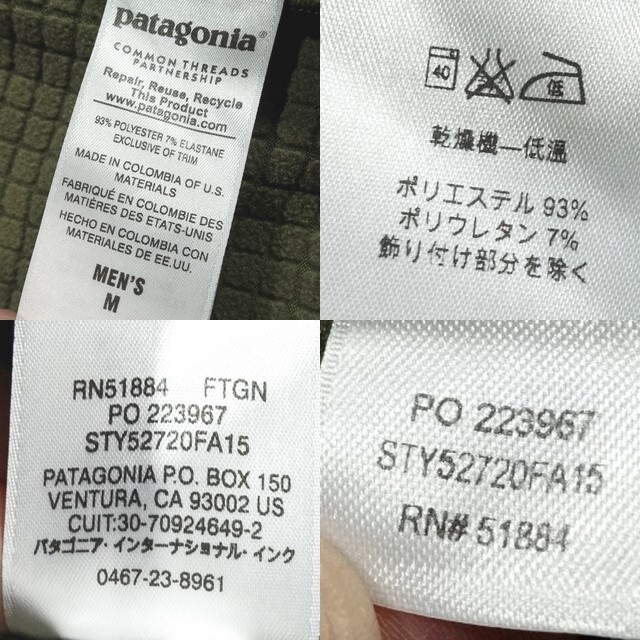 patagonia®
COMMON THREADS
PARTNERSHIP
Repair, Reuse, Recycle
This Product
www.patagonia.com
93% POLYESTER 7% ELASTANE
EXCLUSIVE OF TRIM
MADE IN COLOMBIA OF U.S.
MATERIALS
FABRIQUÉ EN COLOMBIE DES
MATIÈRES DES ETATS-UNIS
HECHO EN COLOMBIA CON
MATERIALES DE EE.UU.
MEN'S
M
40 低
乾燥機—低温
ポリエステル 93%
ポリウレタン 7%
飾り付け部分を除く
RN51884 FTGN
PO 223967
STY52720FA15
PATAGONIA P.O. BOX 150
VENTURA, CA 93002 US
CUIT:30-70924649-2
パタゴニア・インターナショナル・インク
0467-23-8961
PO 223967
STY52720FA15
RN# 51884